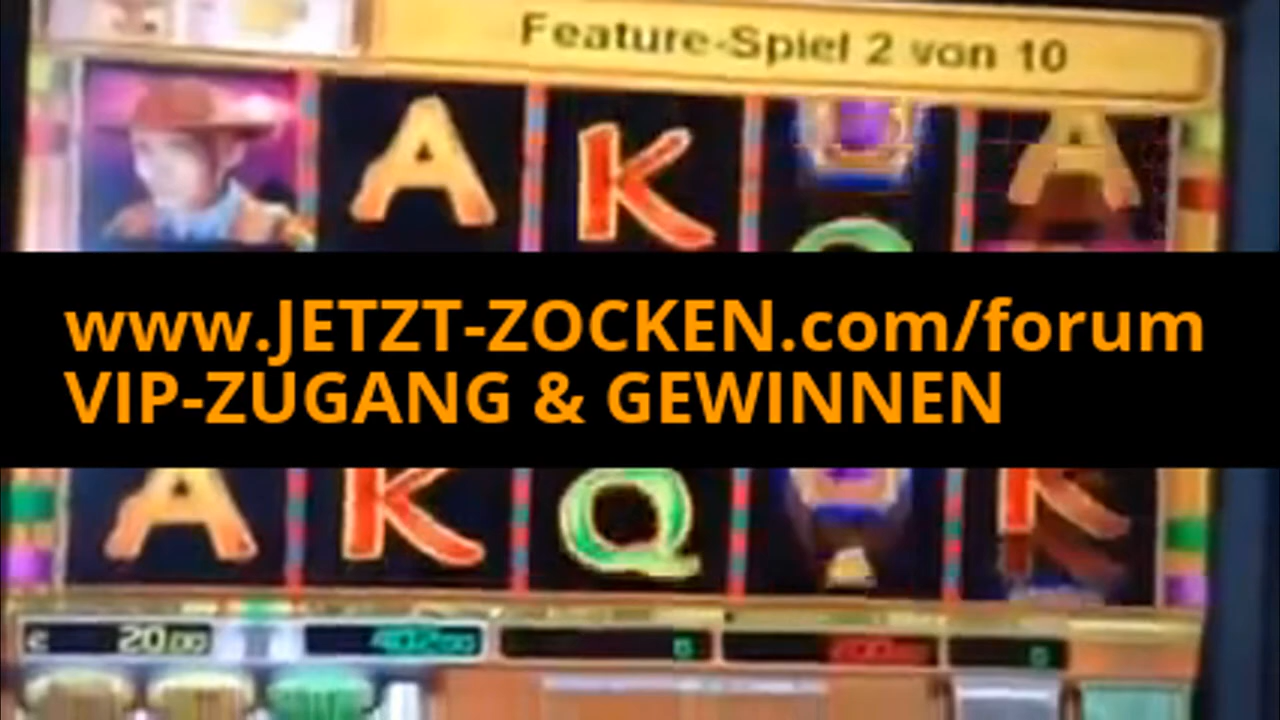 Feature-Spiel 2 von 10
A K A
www.JETZT-ZOCKEN.com/forum
VIP-ZUGANG & GEWINNEN
A K Q K
€ 20.00